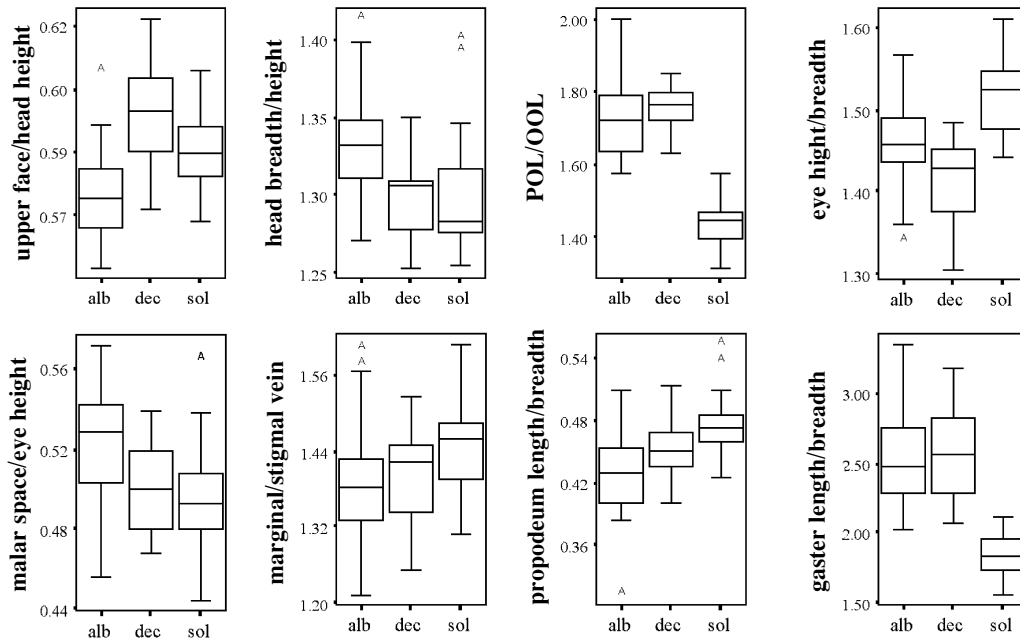 upper face/head height
0.62
0.60
0.59
0.57
A
alb dec sol
head breadth/height
1.40
1.35
1.30
1.25
A
A
A
alb dec sol
POL/OOL
2.00
1.80
1.60
1.40
alb dec sol
eye hight/breadth
1.60
1.50
1.40
1.30
A
alb dec sol
malar space/eye height
0.56
0.52
0.48
0.44
A
alb dec sol
marginal/stigmal vein
1.56
1.44
1.32
1.20
A
A
alb dec sol
propodeum length/breadth
0.54
0.48
0.42
0.36
A
A
A
alb dec sol
gaster length/breadth
3.00
2.50
2.00
1.50
alb dec sol